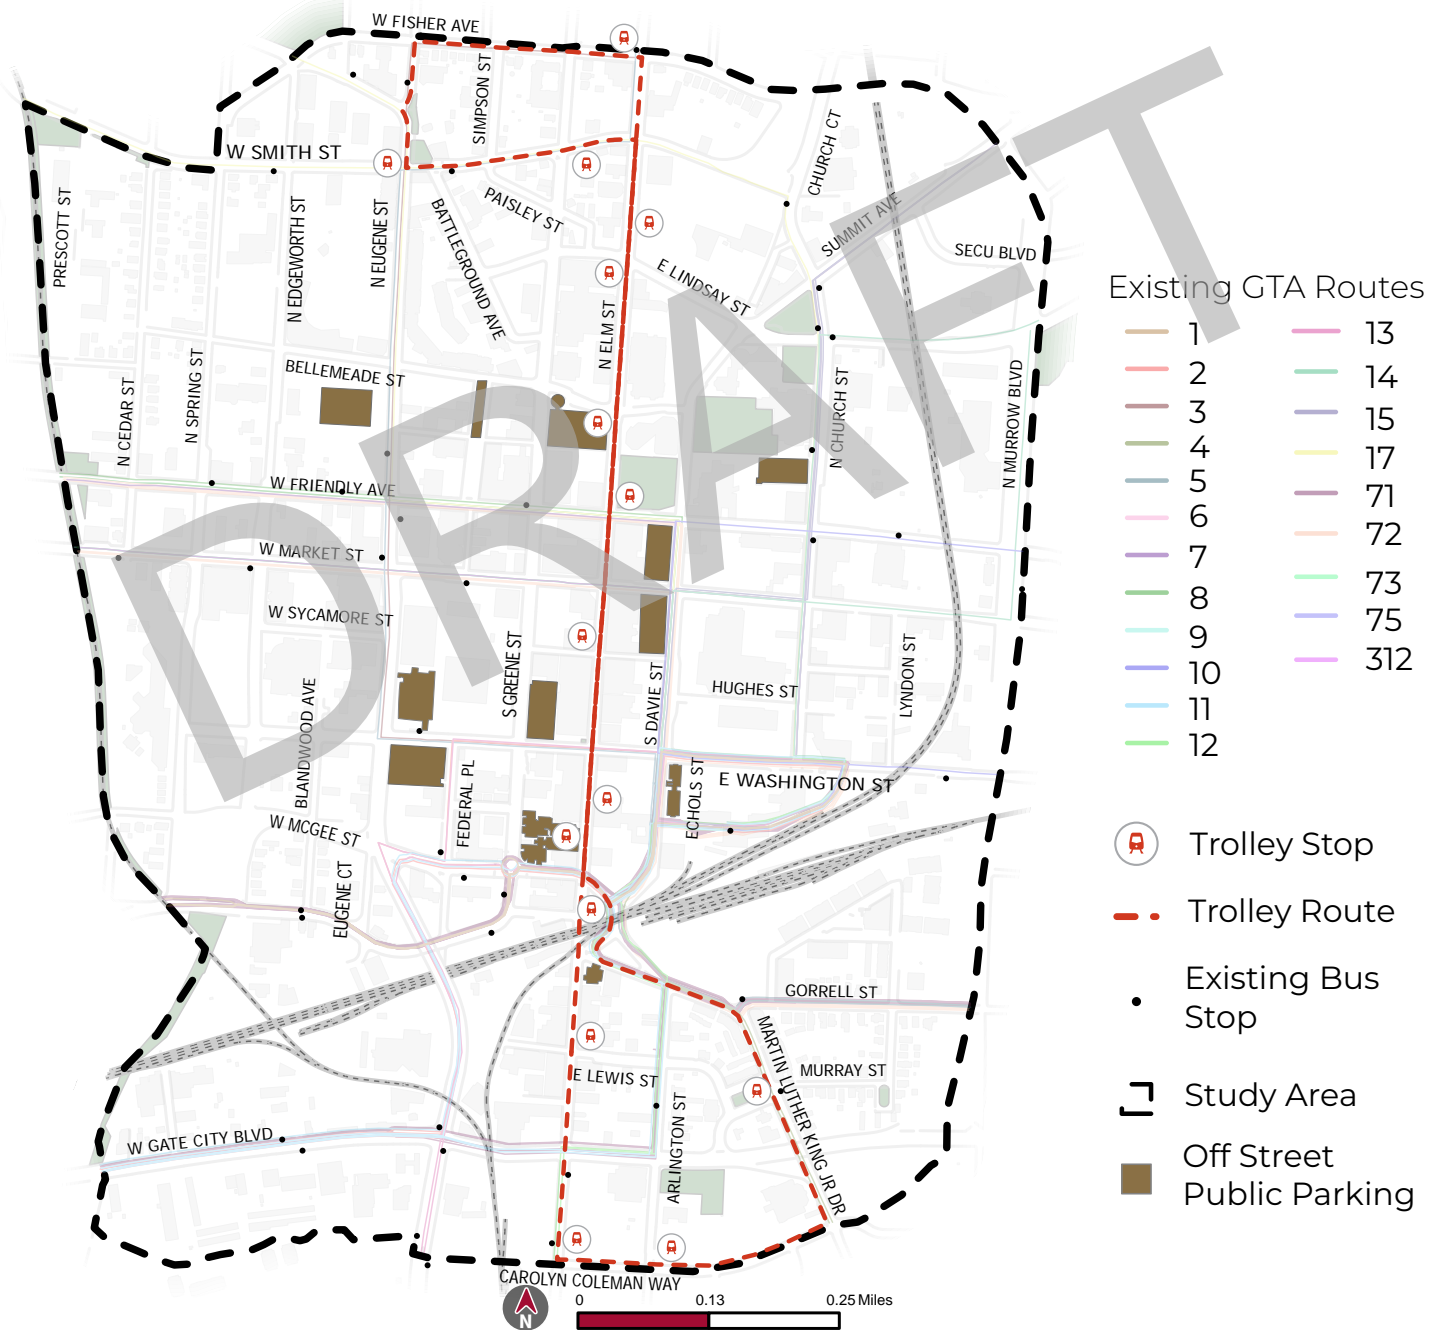 W FISHER AVE
SIMPSON ST
W SMITH ST
CHURCH CT
PRESCOTT ST
N EDGEWORTH ST
N EUGENE ST
BATTLEGROUND AVE
PAISLEY ST
SUMMIT AVE
SECU BLVD
E LINDSAY ST
N ELM ST
BELLEMEADE ST
N CEDAR ST
N SPRING ST
N CHURCH ST
N MURROW BLVD
W FRIENDLY AVE
W MARKET ST
W SYCAMORE ST
S GREENE ST
S DAVIE ST
HUGHES ST
LYNDON ST
BLANDWOOD AVE
FEDERAL PL
ECHOLS ST
E WASHINGTON ST
W MCGEE ST
EUGENE CT
GORRELL ST
MARTIN LUTHER KING JR DR
MURRAY ST
E LEWIS ST
ARLINGTON ST
W GATE CITY BLVD
CAROLYN COLEMAN WAY
DRAFT
N
0 0.13 0.25 Miles
Existing GTA Routes
1
2
3
4
5
6
7
8
9
10
11
12
13
14
15
17
71
72
73
75
312
Trolley Stop
Trolley Route
Existing Bus
Stop
Study Area
Off Street
Public Parking